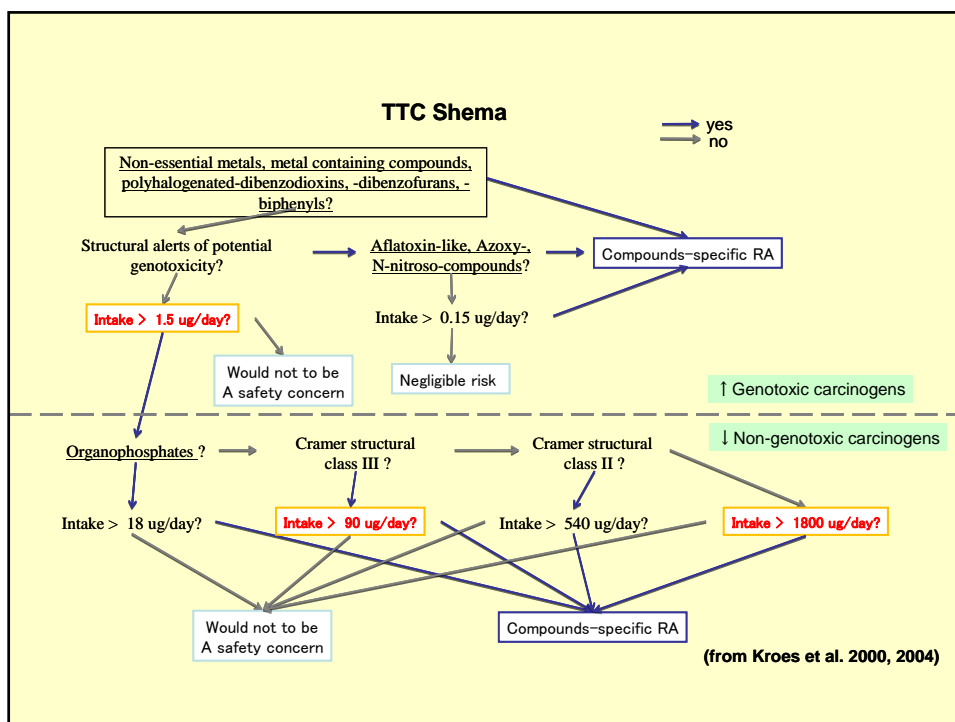 TTC Shema
yes
no
Non-essential metals, metal containing compounds,
polyhalogenated-dibenzodioxins, -dibenzofurans, -
biphenyls?
Structural alerts of potential
genotoxicity?
Aflatoxin-like, Azoxy-,
N-nitroso-compounds?
Compounds-specific RA
Intake > 1.5 ug/day?
Intake > 0.15 ug/day?
Would not to be
A safety concern
Negligible risk
↑ Genotoxic carcinogens
↓ Non-genotoxic carcinogens
Organophosphates ?
Cramer structural
class III ?
Cramer structural
class II ?
Intake > 18 ug/day?
Intake > 90 ug/day?
Intake > 540 ug/day?
Intake > 1800 ug/day?
Would not to be
A safety concern
Compounds-specific RA
(from Kroes et al. 2000, 2004)